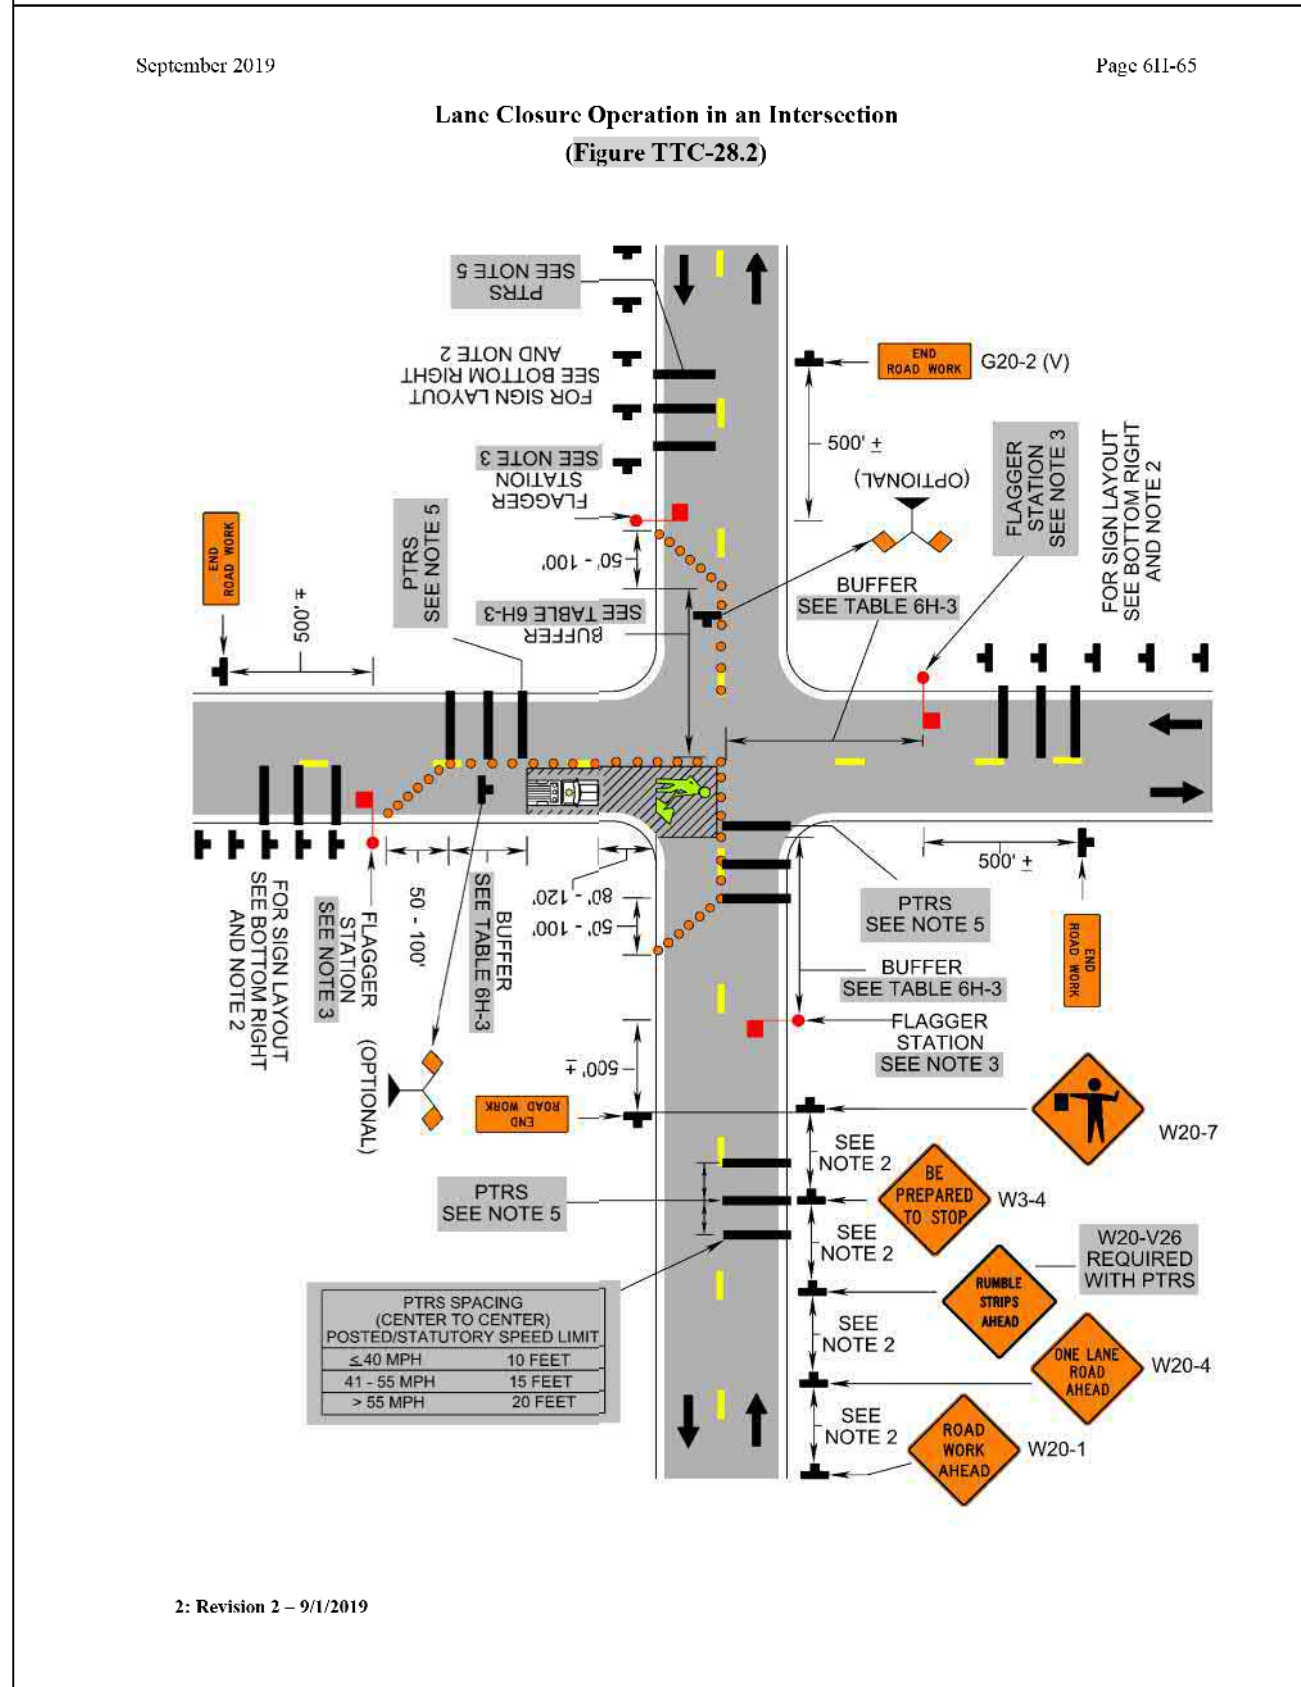 September 2019
Page 6H-65
Lane Closure Operation in an Intersection
(Figure TTC-28.2)
PTRS
SEE NOTE 5
FOR SIGN LAYOUT
SEE BOTTOM RIGHT
AND NOTE 2
FLAGGER
STATION
SEE NOTE 3
50' - 100'
BUFFER
SEE TABLE 6H-3
END
ROAD WORK
G20-2 (V)
500' ±
(OPTIONAL)
FLAGGER
STATION
SEE NOTE 3
FOR SIGN LAYOUT
SEE BOTTOM RIGHT
AND NOTE 2
BUFFER
SEE TABLE 6H-3
END
ROAD WORK
500' ±
PTRS
SEE NOTE 5
FOR SIGN LAYOUT
SEE BOTTOM RIGHT
AND NOTE 2
FLAGGER
STATION
SEE NOTE 3
50 - 100'
BUFFER
SEE TABLE 6H-3
(OPTIONAL)
80' - 120'
50' - 100'
500' ±
END
ROAD WORK
500' ±
END
ROAD WORK
PTRS
SEE NOTE 5
BUFFER
SEE TABLE 6H-3
FLAGGER
STATION
SEE NOTE 3
W20-7
SEE
NOTE 2
BE
PREPARED
TO STOP
W3-4
SEE
NOTE 2
RUMBLE
STRIPS
AHEAD
W20-V26
REQUIRED
WITH PTRS
SEE
NOTE 2
ONE LANE
ROAD
AHEAD
W20-4
SEE
NOTE 2
ROAD
WORK
AHEAD
W20-1
PTRS
SEE NOTE 5
PTRS SPACING
(CENTER TO CENTER)
POSTED/STATUTORY SPEED LIMIT
≤ 40 MPH 10 FEET
41 - 55 MPH 15 FEET
> 55 MPH 20 FEET
2: Revision 2 – 9/1/2019